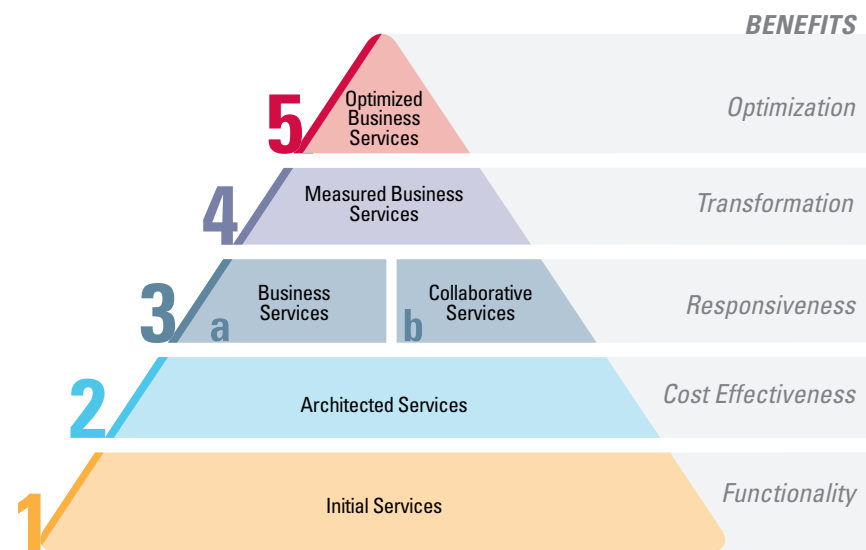 BENEFITS
5
Optimized
Business
Services
Optimization
4
Measured Business
Services
Transformation
3
a
Business
Services
b
Collaborative
Services
Responsiveness
2
Architected Services
Cost Effectiveness
1
Initial Services
Functionality